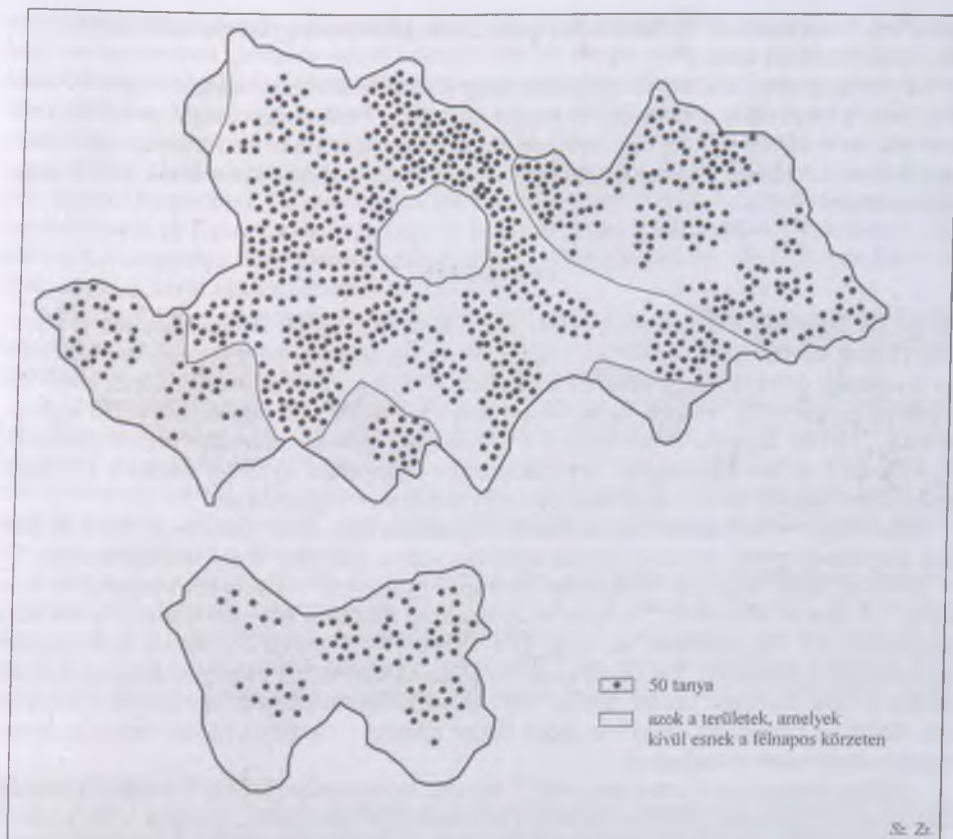 50 tanya
azok a területek, amelyek
kívül esnek a félnapos körzeten
Sz. Zs.